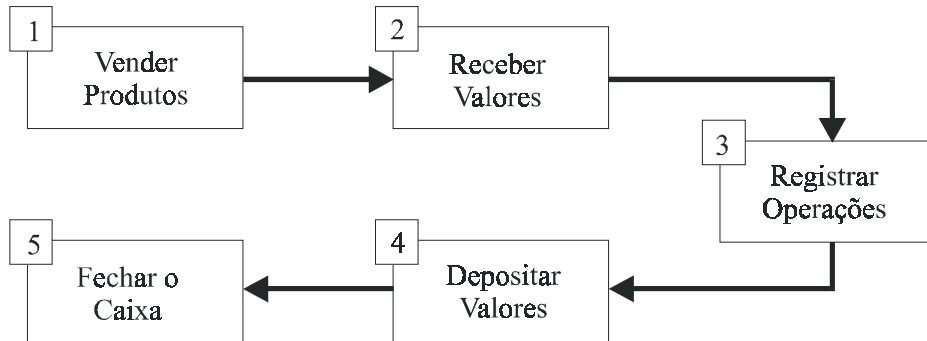 1
Vender
Produtos
2
Receber
Valores
3
Registrar
Operações
4
Depositar
Valores
5
Fechar o
Caixa